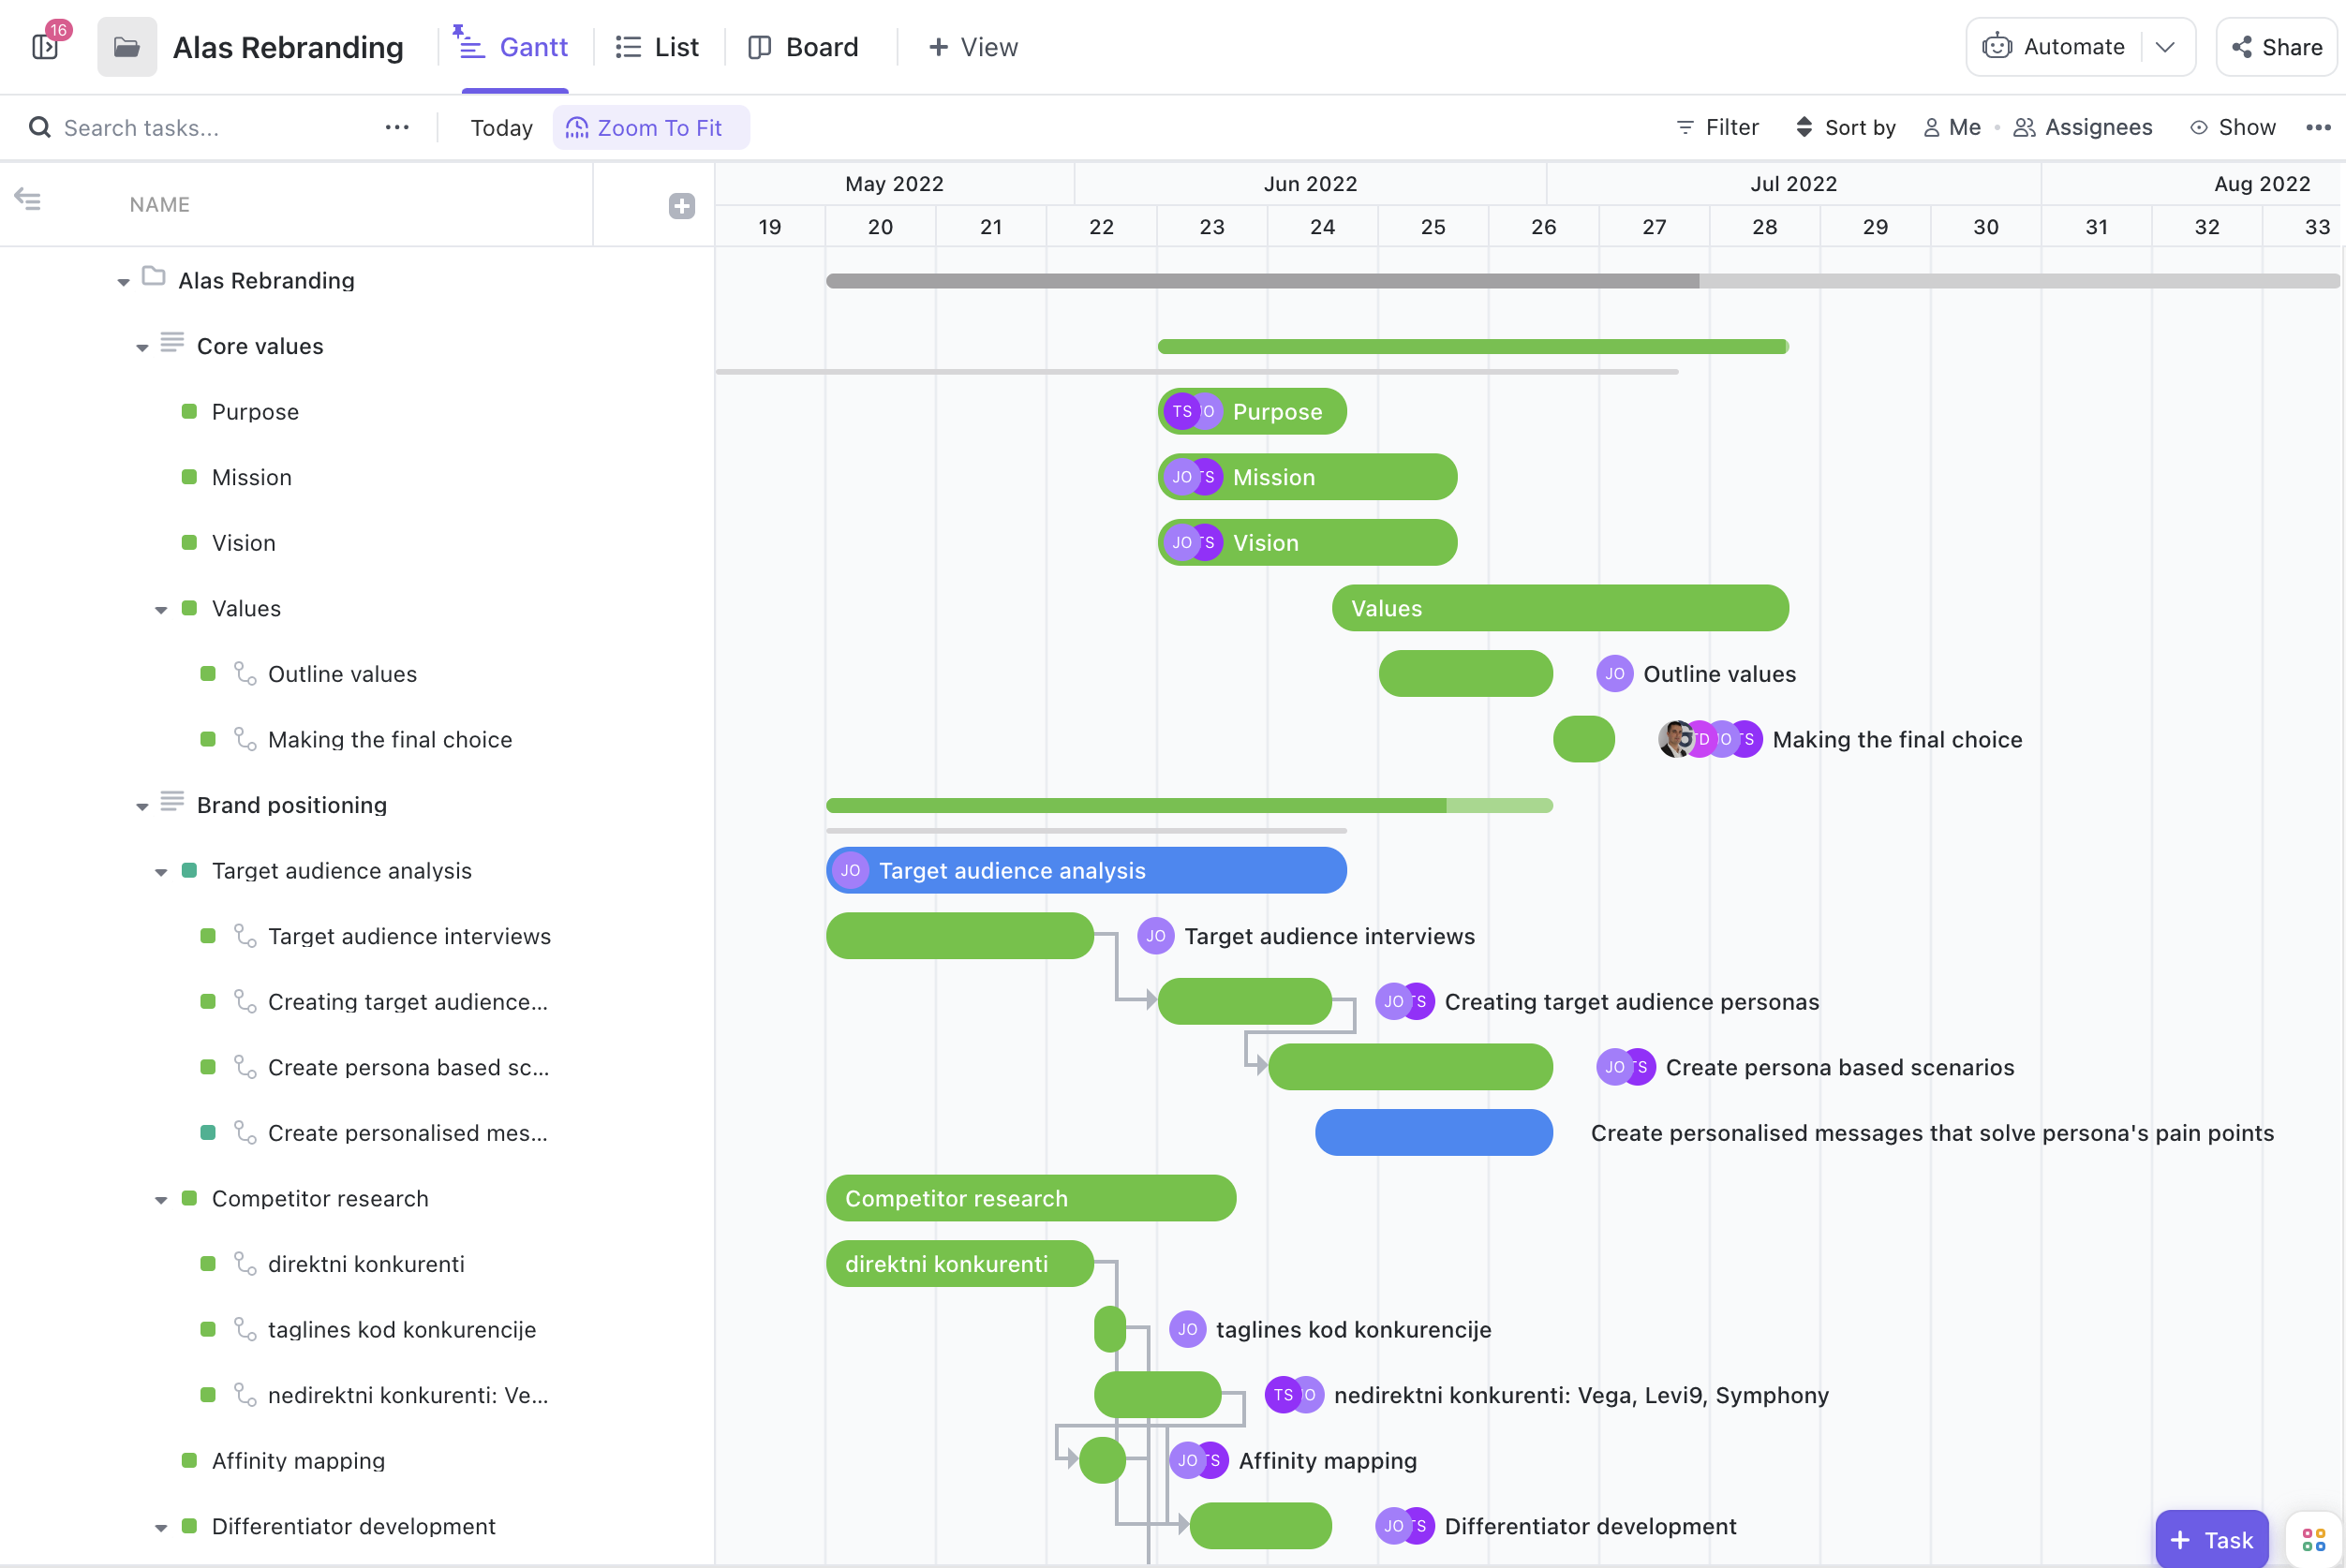 16
Alas Rebranding
Gantt
List
Board
+ View
Automate
Share
Search tasks...
Today
Zoom To Fit
Filter
Sort by
Me
Assignees
Show
NAME
May 2022 Jun 2022 Jul 2022 Aug 2022
19 20 21 22 23 24 25 26 27 28 29 30 31 32 33
Alas Rebranding
Core values
Purpose
TS JO Purpose
Mission
JO TS Mission
Vision
JO TS Vision
Values
Values
Outline values
JO Outline values
Making the final choice
TD JO TS Making the final choice
Brand positioning
Target audience analysis
JO Target audience analysis
Target audience interviews
JO Target audience interviews
Creating target audience...
JO TS Creating target audience personas
Create persona based sc...
JO TS Create persona based scenarios
Create personalised mes...
Create personalised messages that solve persona's pain points
Competitor research
Competitor research
direktni konkurenti
direktni konkurenti
taglines kod konkurencije
JO taglines kod konkurencije
nedirektni konkurenti: Ve...
TS JO nedirektni konkurenti: Vega, Levi9, Symphony
Affinity mapping
JO TS Affinity mapping
Differentiator development
JO TS Differentiator development
+ Task